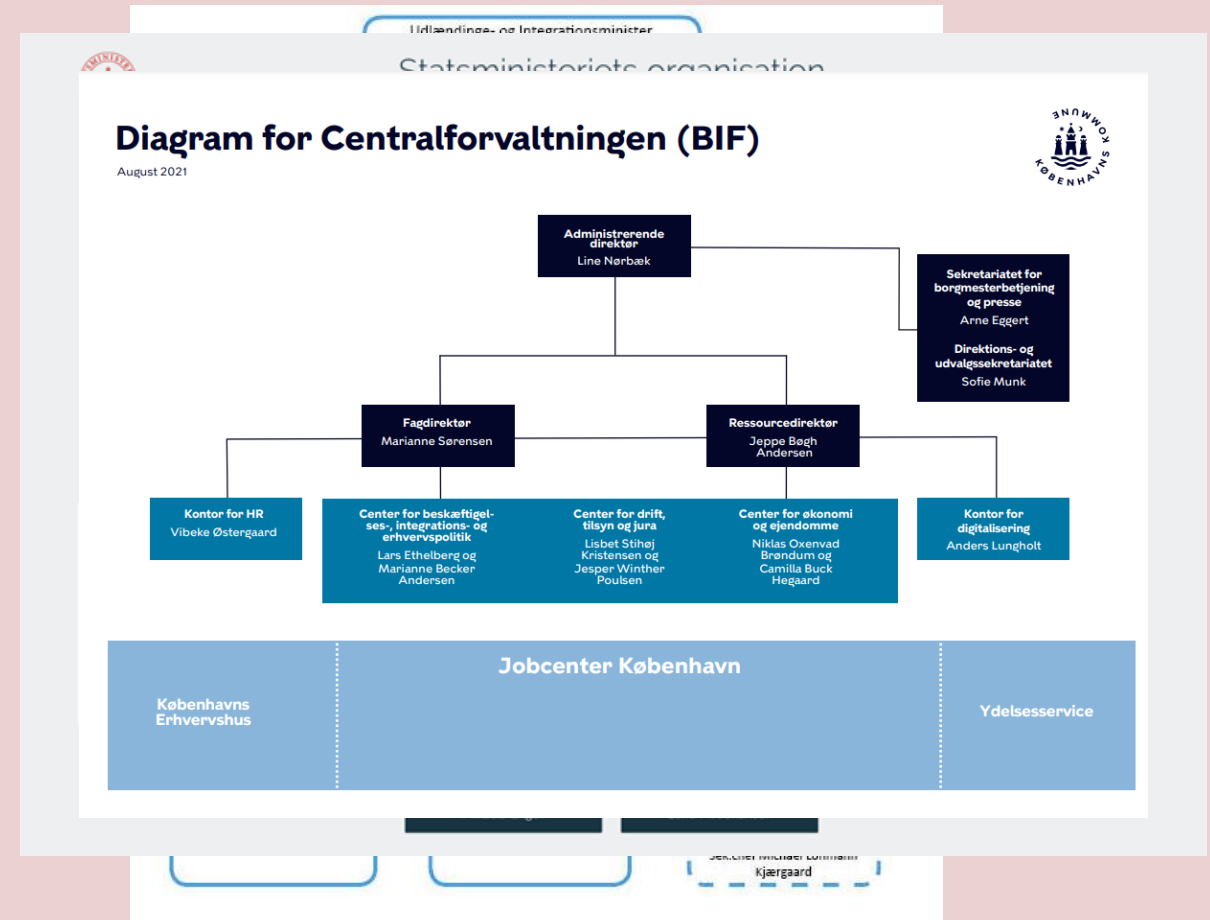 Udlændinge- og Integrationsminister
Statsministeriets organisation
Diagram for Centralforvaltningen (BIF)
August 2021
KØBENHAVNS KOMMUNE
Administrerende
direktør
Line Nørbæk
Sekretariatet for
borgmesterbetjening
og presse
Arne Eggert
Direktions- og
udvalgssekretariatet
Sofie Munk
Fagdirektør
Marianne Sørensen
Ressourcedirektør
Jeppe Bøgh
Andersen
Kontor for HR
Vibeke Østergaard
Center for beskæftigel-
ses-, integrations- og
erhvervspolitik
Lars Ethelberg og
Marianne Becker
Andersen
Center for drift,
tilsyn og jura
Lisbet Stihøj
Kristensen og
Jesper Winther
Poulsen
Center for økonomi
og ejendomme
Niklas Oxenvad
Brøndum og
Camilla Buck
Hegaard
Kontor for
digitalisering
Anders Lungholt
Jobcenter København
Københavns
Erhvervshus
Ydelsesservice
Sek.chef Michael Lohmann
Kjærgaard